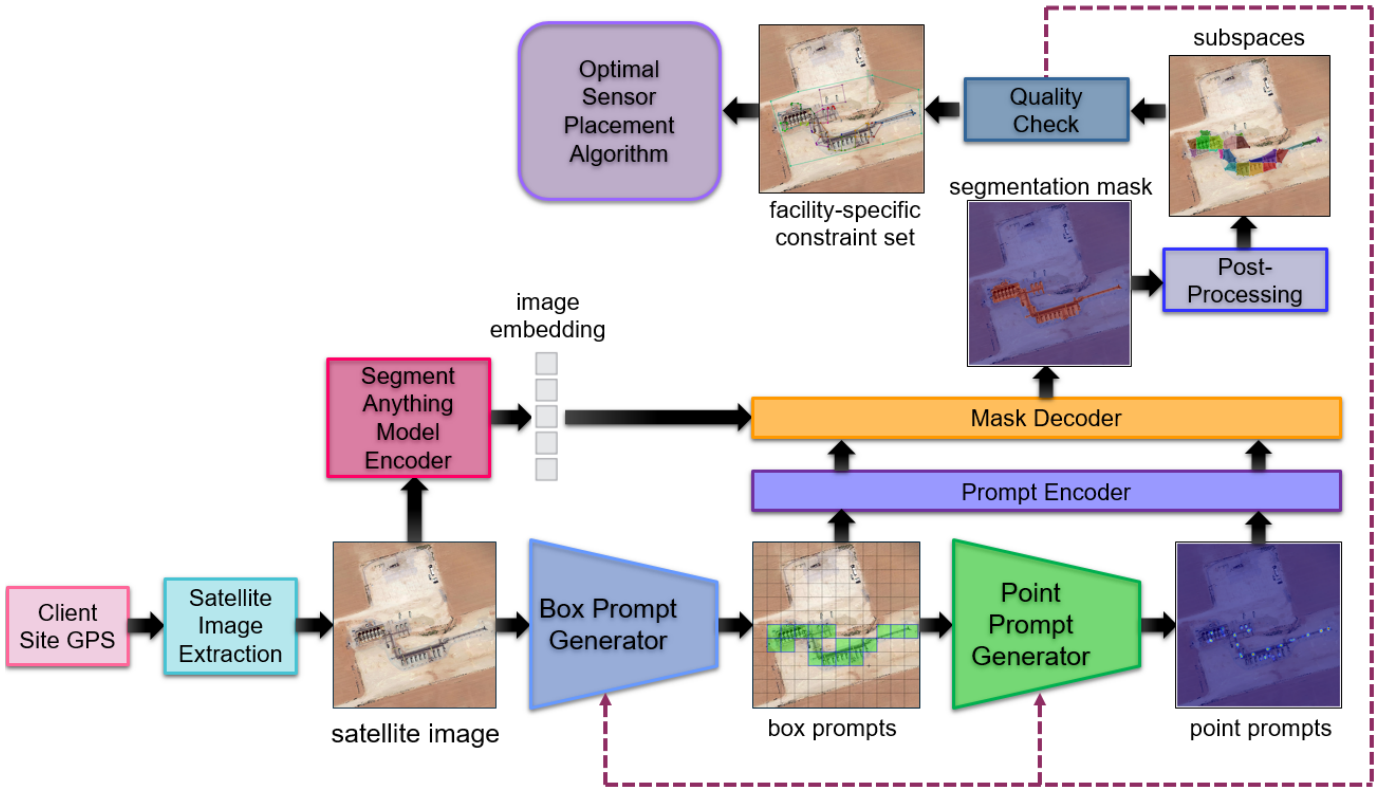 Optimal
Sensor
Placement
Algorithm
facility-specific
constraint set
Quality
Check
subspaces
segmentation mask
Post-
Processing
image
embedding
Segment
Anything
Model
Encoder
Mask Decoder
Prompt Encoder
Client
Site GPS
Satellite
Image
Extraction
satellite image
Box Prompt
Generator
box prompts
Point
Prompt
Generator
point prompts